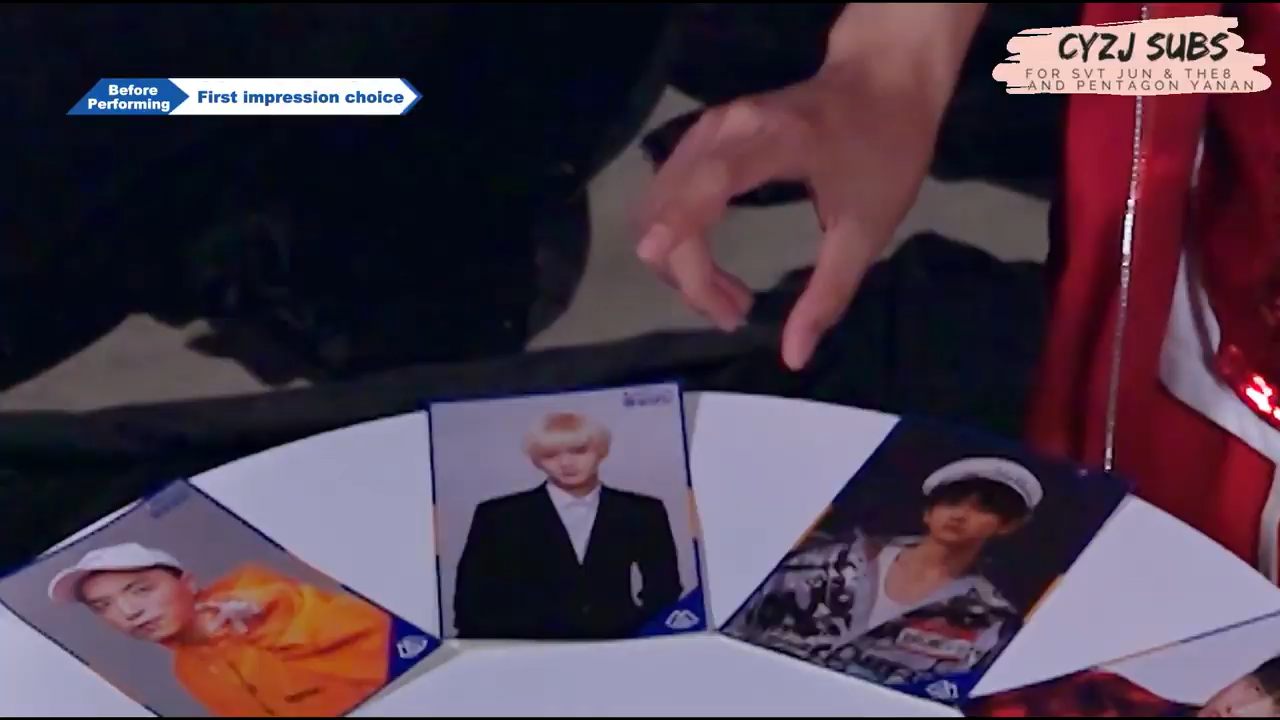 Before
Performing
First impression choice
CYZJ SUBS
FOR SVT JUN & THE8
AND PENTAGON YANAN